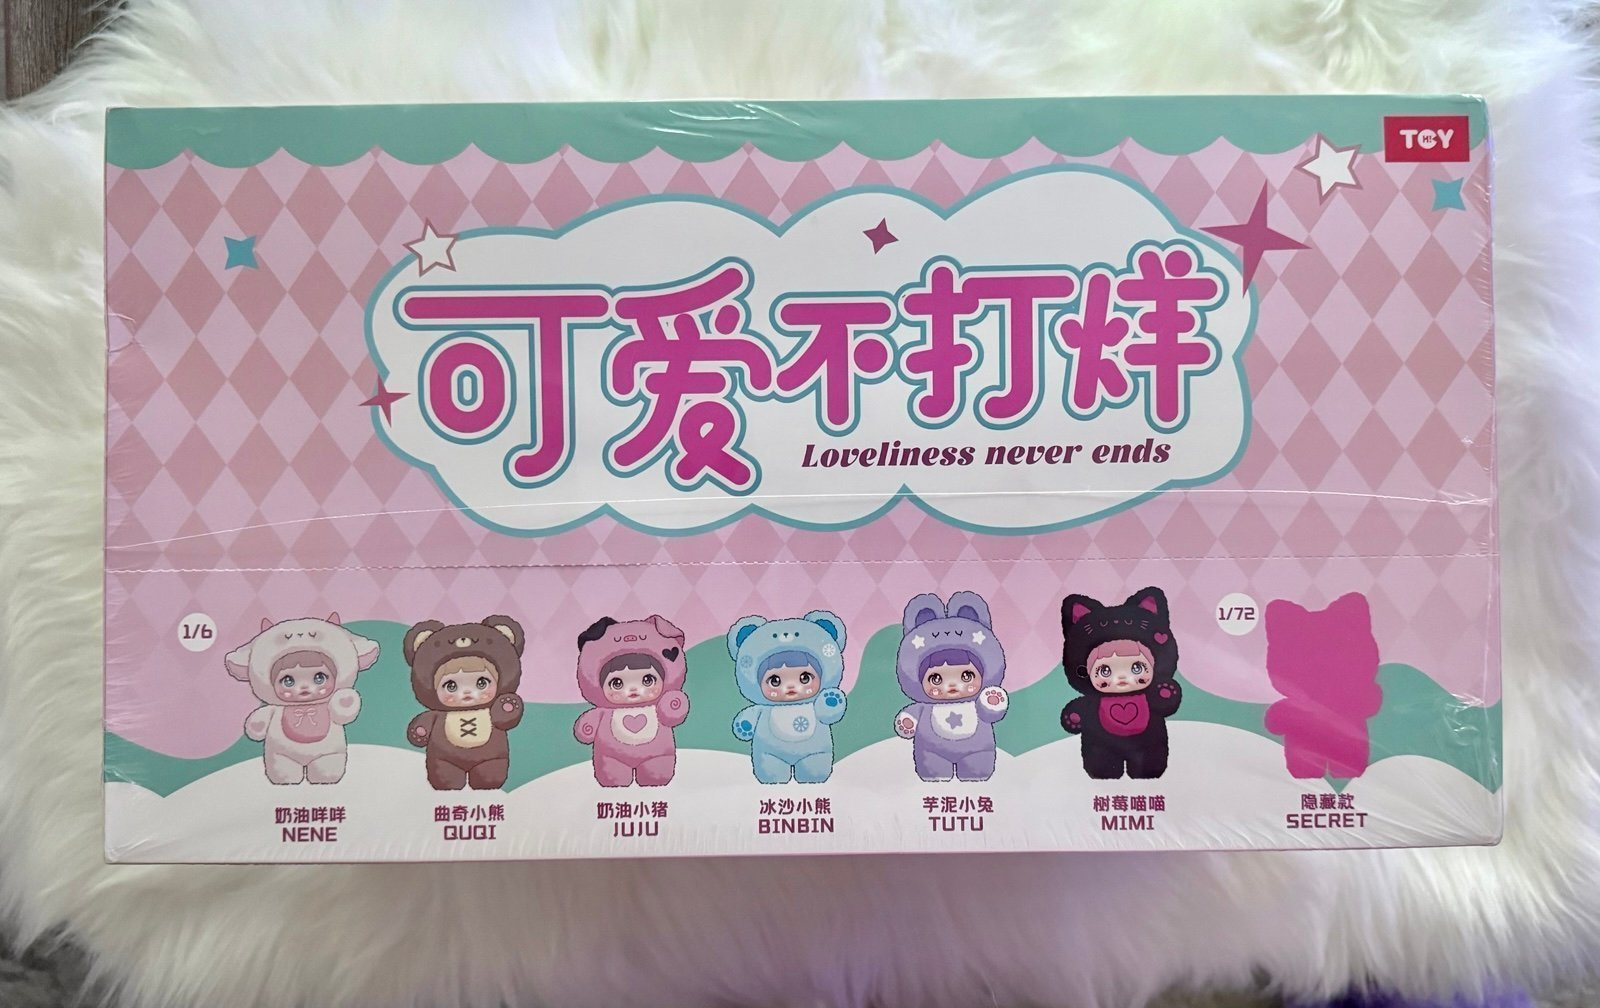 TOY
Hi
可爱不打烊
Loveliness never ends
1/6
1/72
奶油咩咩
NENE
曲奇小熊
QUQI
奶油小猪
JUJU
冰沙小熊
BINBIN
芋泥小兔
TUTU
树莓喵喵
MIMI
隐藏款
SECRET